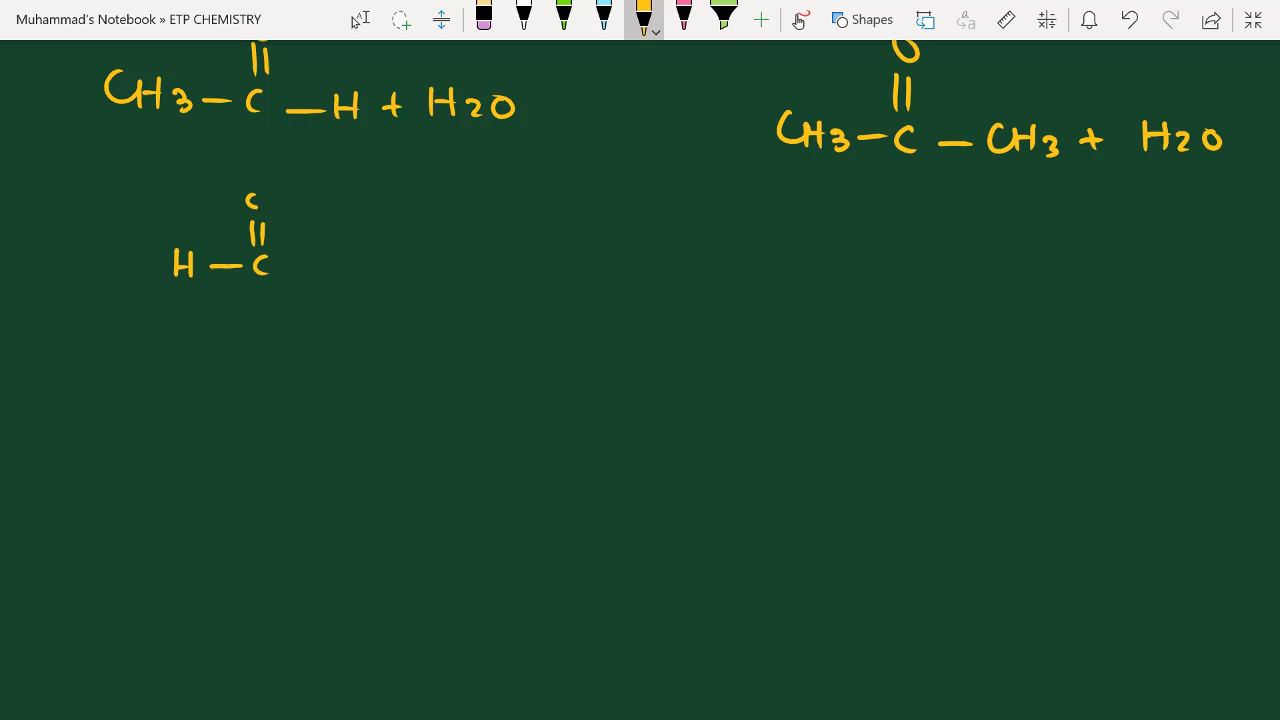 Muhammad's Notebook » ETP CHEMISTRY
Shapes
||
CH3 — C — H + H2O
O
||
CH3 — C — CH3 + H2O
c
||
H — C